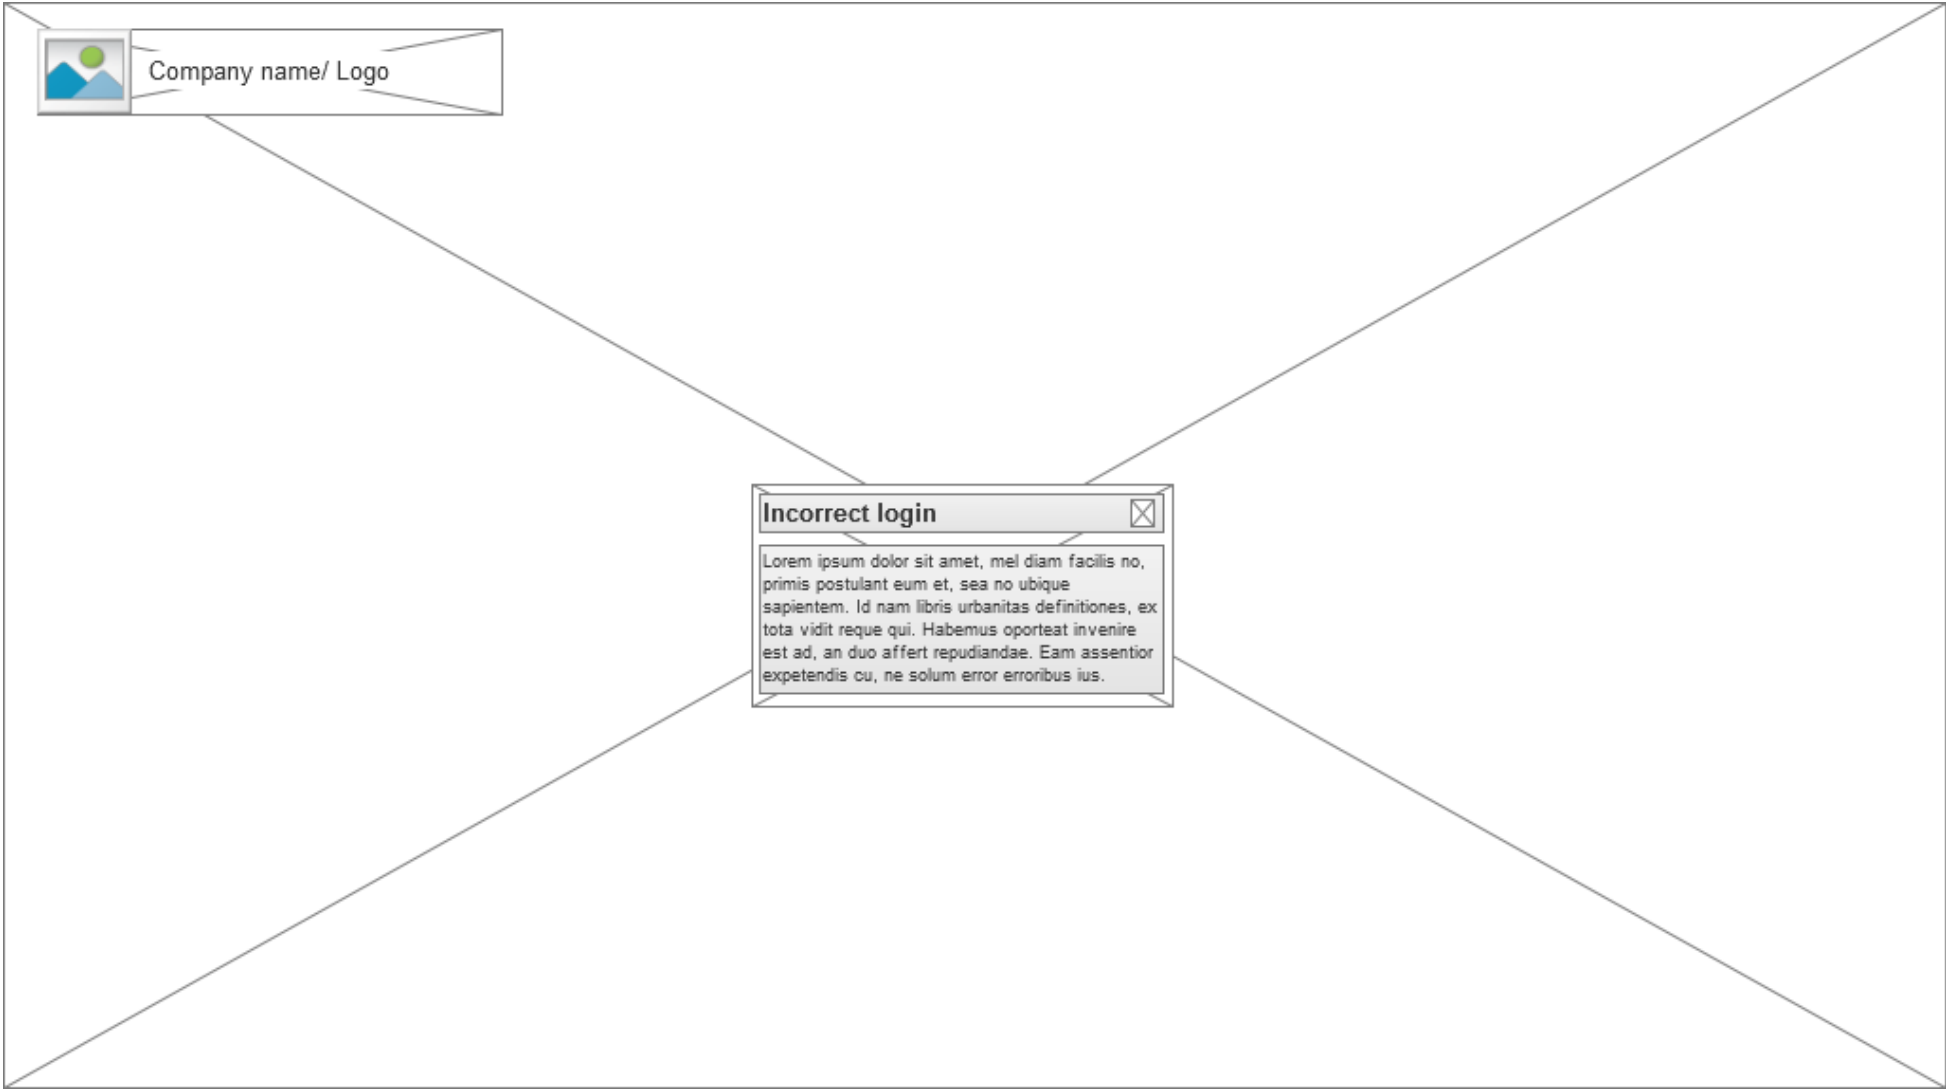 Company name/ Logo
Incorrect login
Lorem ipsum dolor sit amet, mel diam facilis no,
primis postulant eum et, sea no ubique
sapientem. Id nam libris urbanitas definitiones, ex
tota vidit reque qui. Habemus oporteat invenire
est ad, an duo affert repudiandae. Eam assentior
expetendis cu, ne solum error erroribus ius.